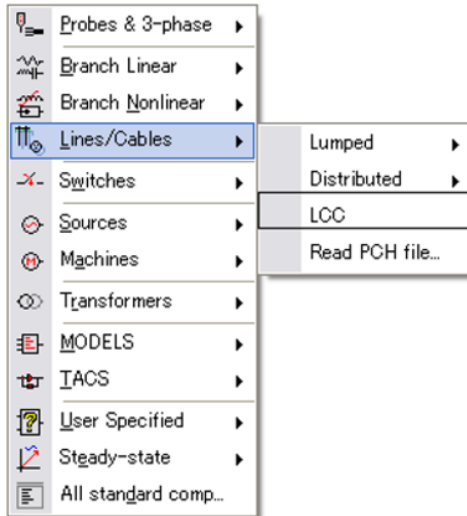 Probes & 3-phase
Branch Linear
Branch Nonlinear
Lines/Cables
Switches
Sources
Machines
Transformers
MODELS
TACS
User Specified
Steady-state
All standard comp...
Lumped
Distributed
LCC
Read PCH file...